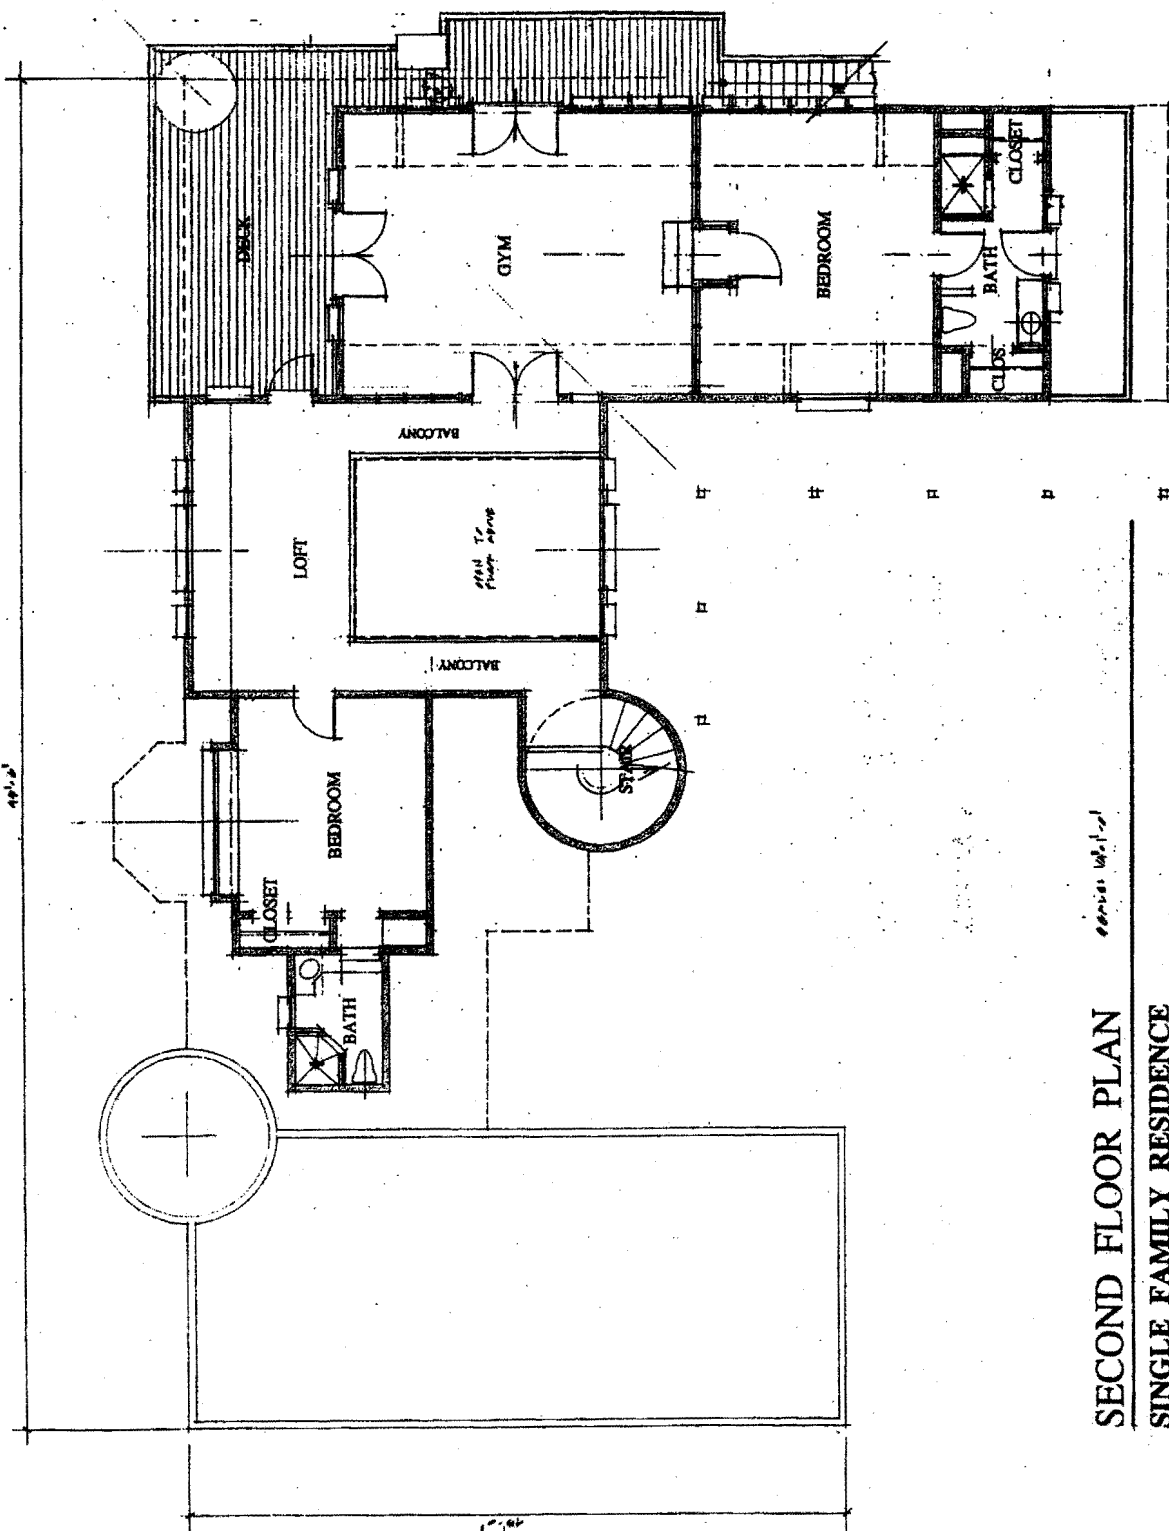 DECK
GYM
BEDROOM
CLOSET
BATH
CLOS
BALCONY
LOFT
BALCONY
BEDROOM
STAIR
CLOSET
BATH
SECOND FLOOR PLAN
SINGLE FAMILY RESIDENCE